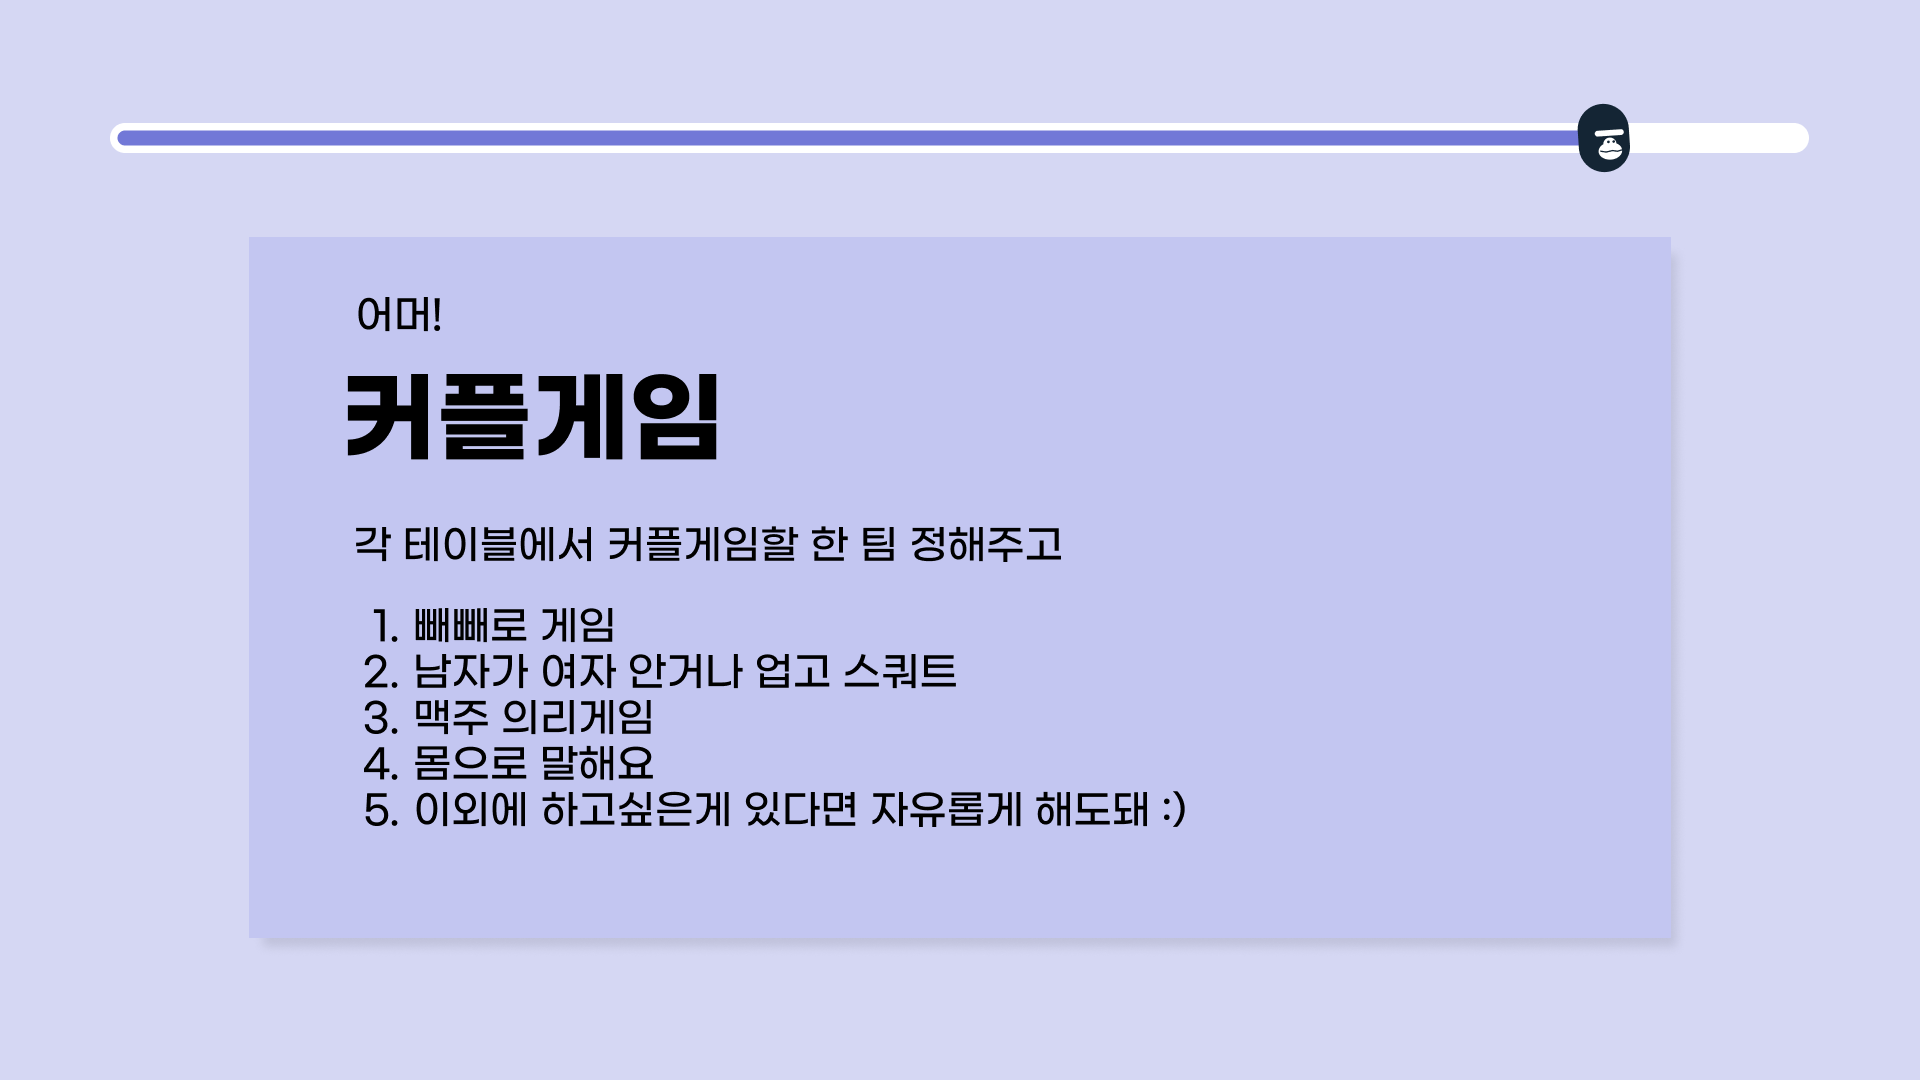 어머!
커플게임
각 테이블에서 커플게임할 한 팀 정해주고
1. 빼빼로 게임
2. 남자가 여자 안거나 업고 스쿼트
3. 맥주 의리게임
4. 몸으로 말해요
5. 이외에 하고싶은게 있다면 자유롭게 해도돼 :)